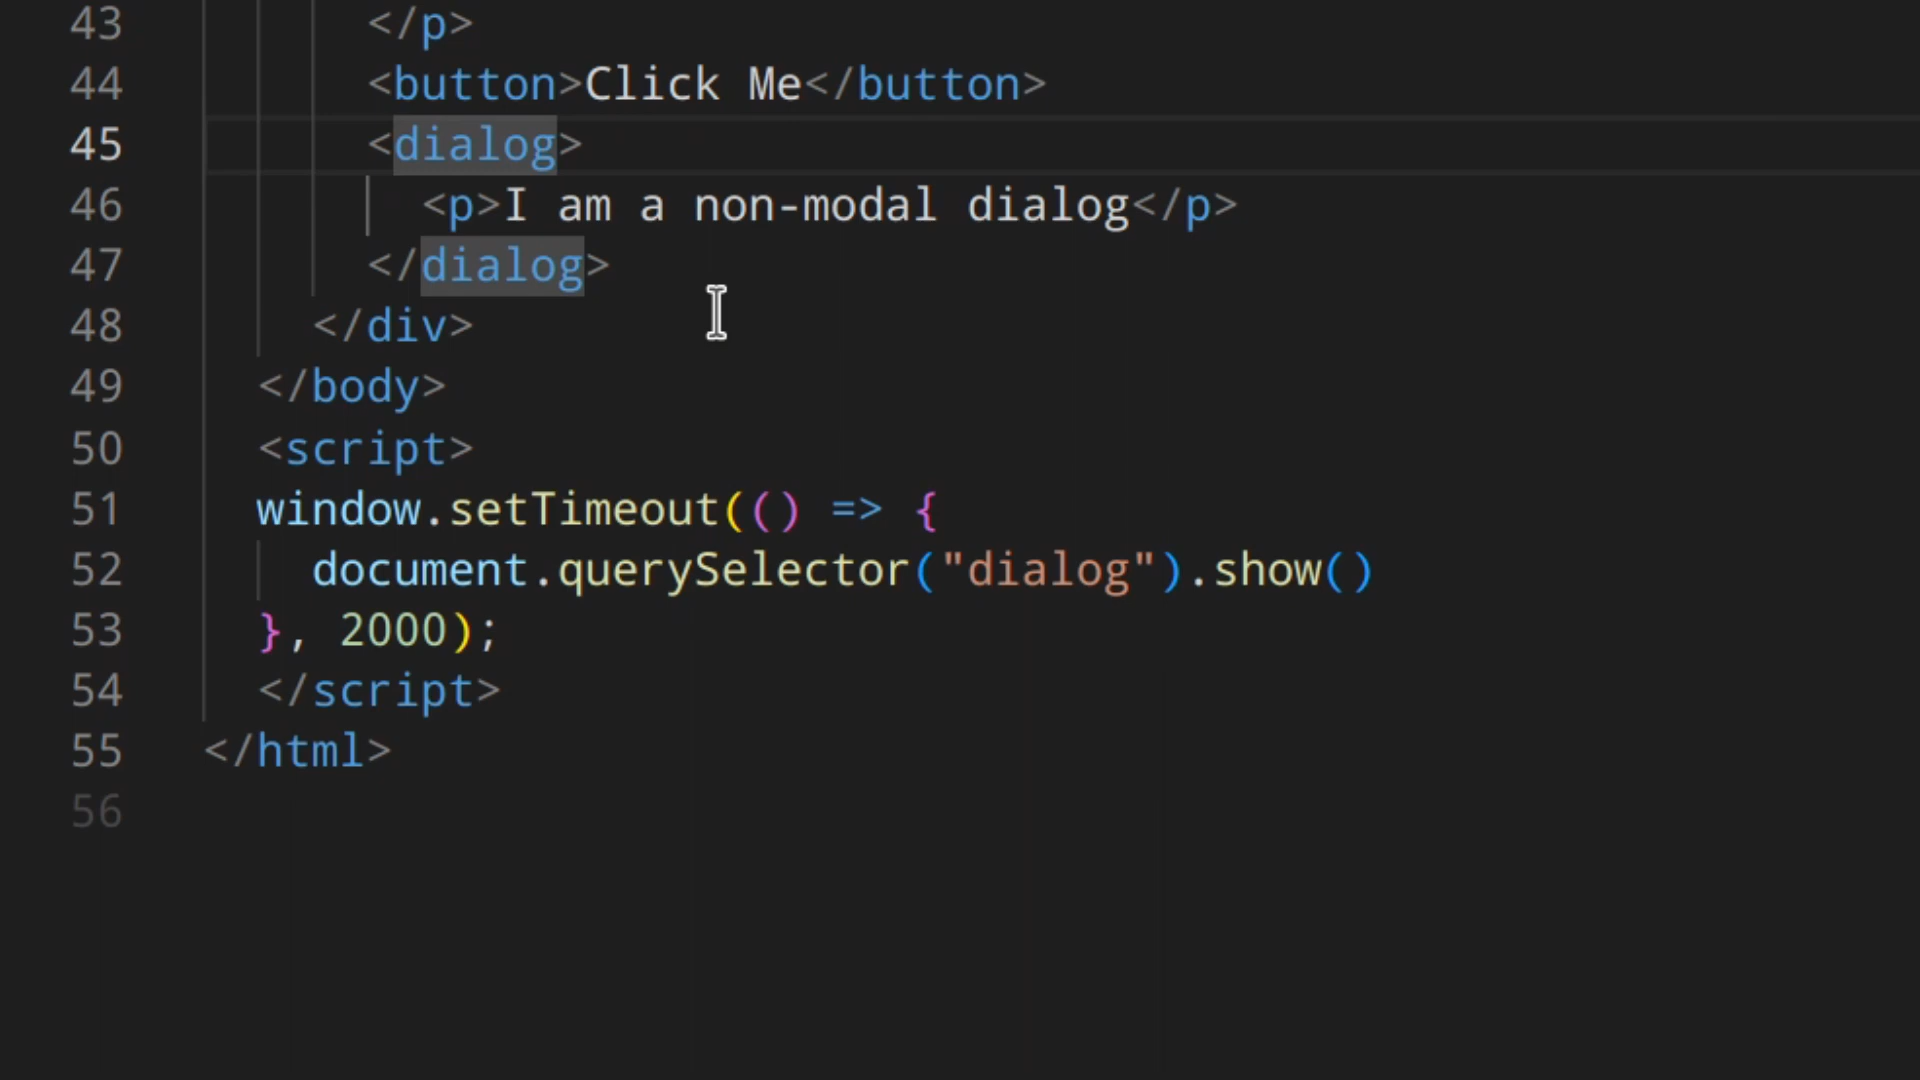 43 </p>
44 <button>Click Me</button>
45 <dialog>
46 <p>I am a non-modal dialog</p>
47 </dialog>
48 </div>
49 </body>
50 <script>
51 window.setTimeout(() => {
52 document.querySelector("dialog").show()
53 }, 2000);
54 </script>
55 </html>
56